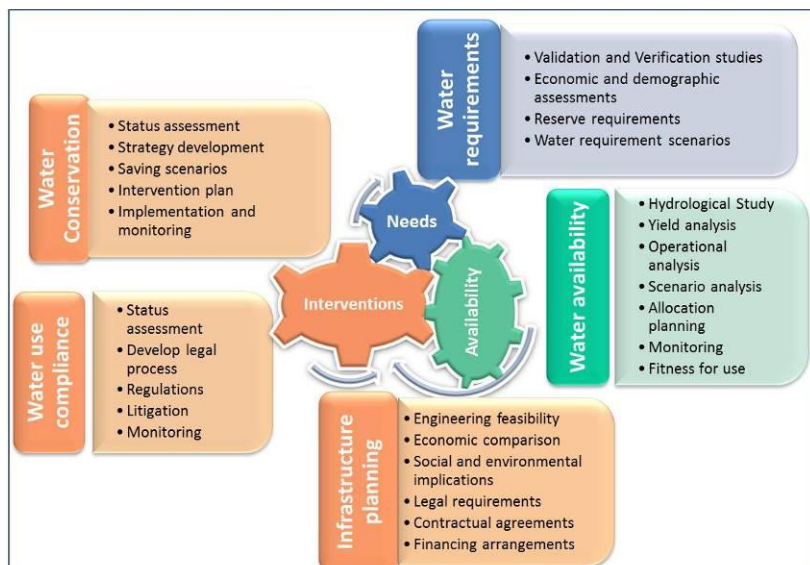 Water
requirements
• Validation and Verification studies
• Economic and demographic
assessments
• Reserve requirements
• Water requirement scenarios
Water
Conservation
• Status assessment
• Strategy development
• Saving scenarios
• Intervention plan
• Implementation and
monitoring
Needs
Interventions
Availability
Water availability
• Hydrological Study
• Yield analysis
• Operational
analysis
• Scenario analysis
• Allocation
planning
• Monitoring
• Fitness for use
Water use
compliance
• Status
assessment
• Develop legal
process
• Regulations
• Litigation
• Monitoring
Infrastructure
planning
• Engineering feasibility
• Economic comparison
• Social and environmental
implications
• Legal requirements
• Contractual agreements
• Financing arrangements